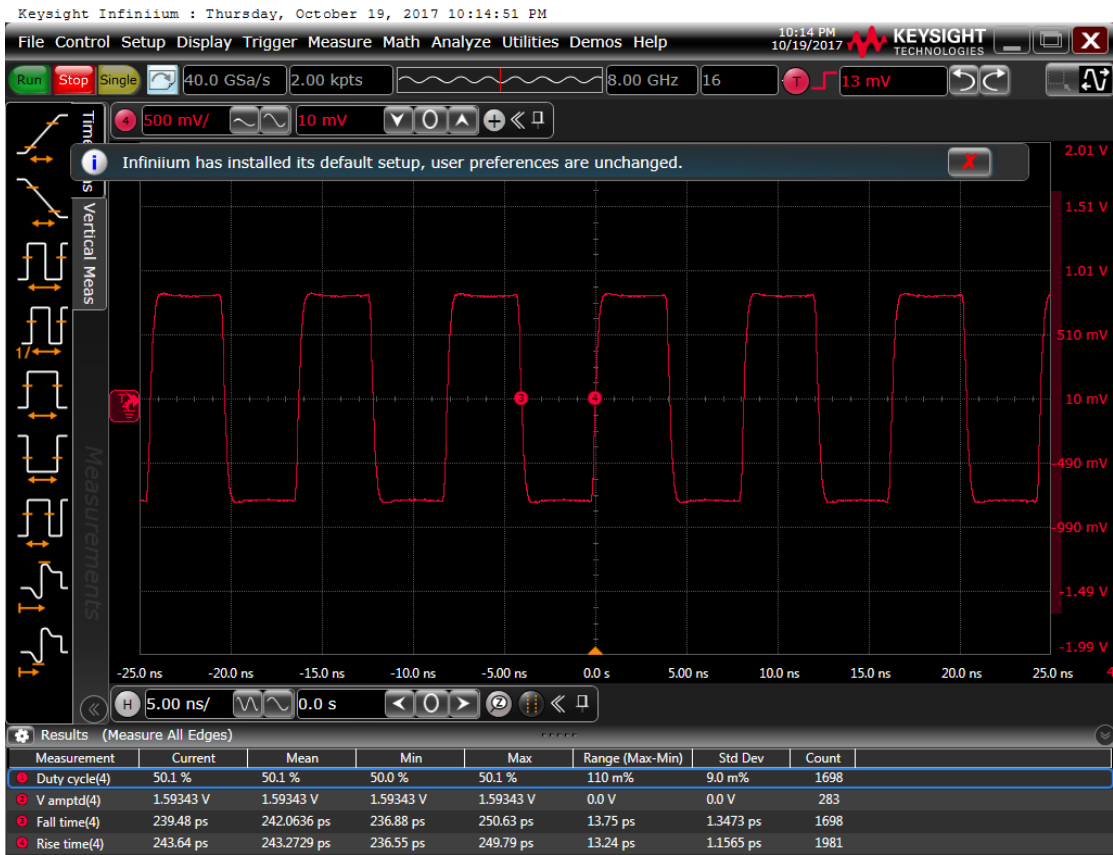 Keysight Infiniium : Thursday, October 19, 2017 10:14:51 PM
File Control Setup Display Trigger Measure Math Analyze Utilities Demos Help
10:14 PM
10/19/2017
KEYSIGHT
TECHNOLOGIES
Run Stop Single 40.0 GSa/s 2.00 kpts 8.00 GHz 16 T 13 mV
4 500 mV/ 10 mV
Infiniium has installed its default setup, user preferences are unchanged.
Vertical Meas
Measurements
1/
2.01 V
1.51 V
1.01 V
510 mV
10 mV
-490 mV
-990 mV
-1.49 V
-1.99 V
T
3 4
-25.0 ns -20.0 ns -15.0 ns -10.0 ns -5.00 ns 0.0 s 5.00 ns 10.0 ns 15.0 ns 20.0 ns 25.0 ns 4
H 5.00 ns/ 0.0 s 0 Z
Results (Measure All Edges)
Measurement Current Mean Min Max Range (Max-Min) Std Dev Count
1 Duty cycle(4) 50.1 % 50.1 % 50.0 % 50.1 % 110 m% 9.0 m% 1698
2 V amptd(4) 1.59343 V 1.59343 V 1.59343 V 1.59343 V 0.0 V 0.0 V 283
3 Fall time(4) 239.48 ps 242.0636 ps 236.88 ps 250.63 ps 13.75 ps 1.3473 ps 1698
4 Rise time(4) 243.64 ps 243.2729 ps 236.55 ps 249.79 ps 13.24 ps 1.1565 ps 1981